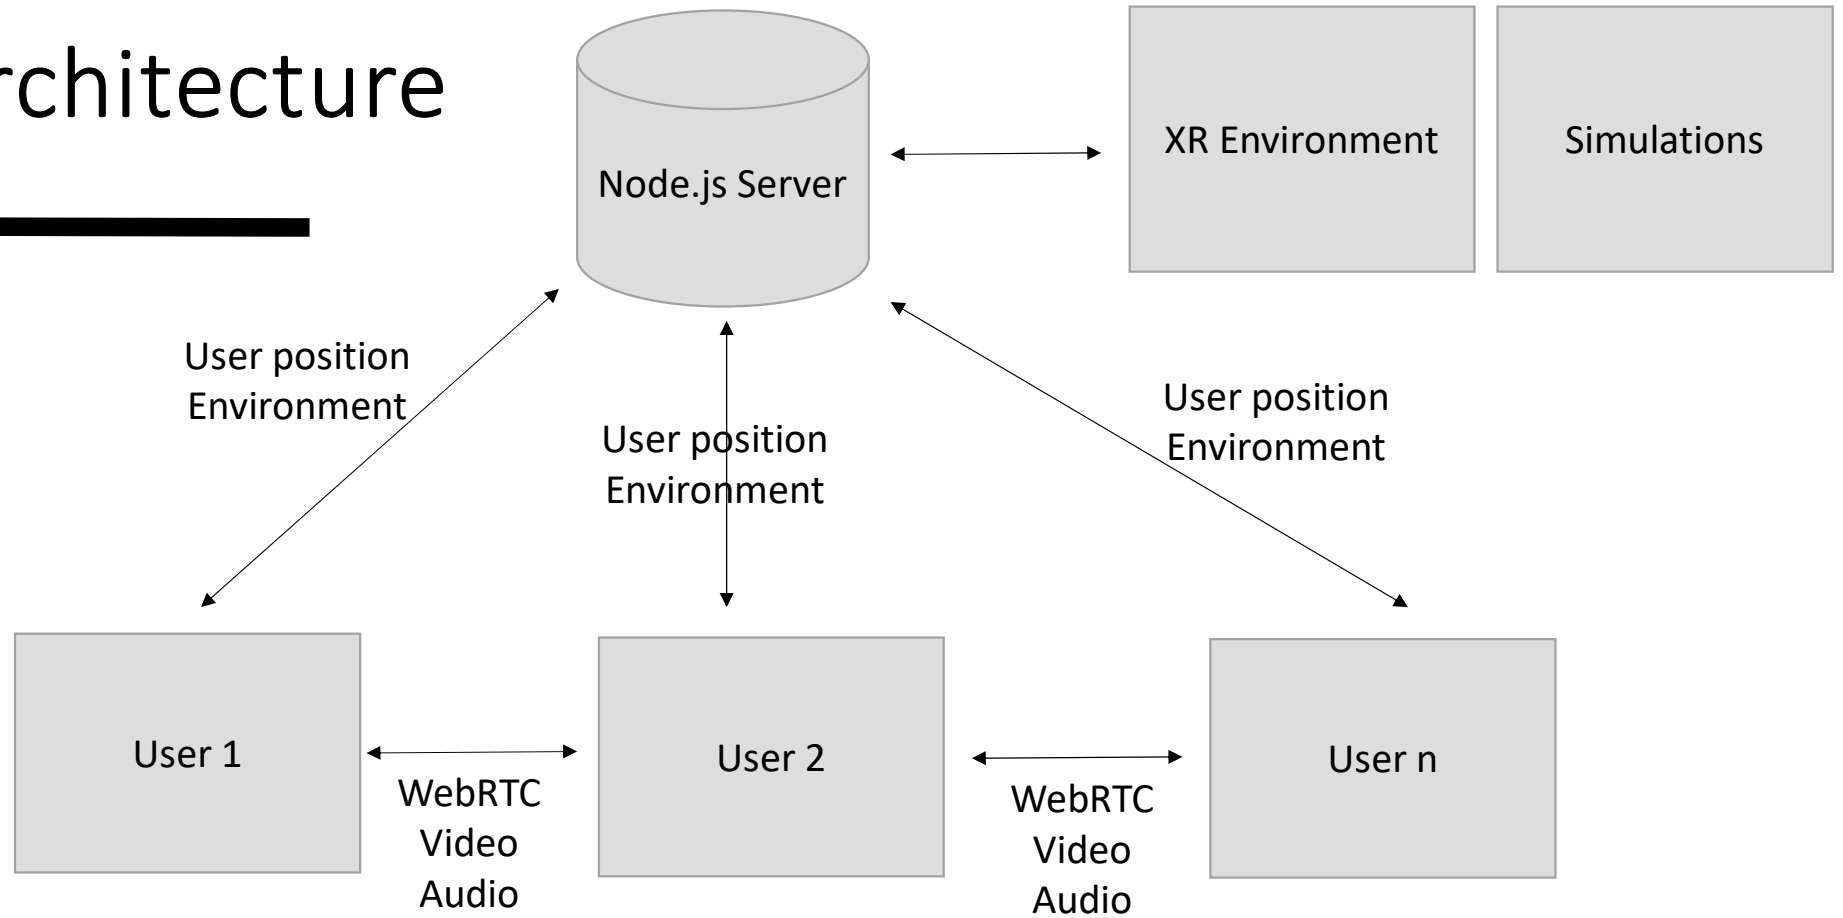 rchitecture
Node.js Server
XR Environment
Simulations
User position
Environment
User position
Environment
User position
Environment
User 1
WebRTC
Video
Audio
User 2
WebRTC
Video
Audio
User n